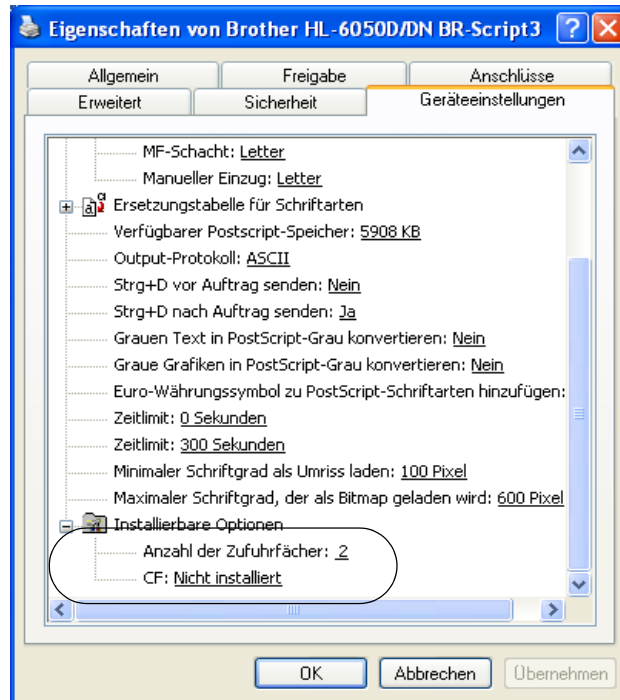 Eigenschaften von Brother HL-6050D/DN BR-Script3
Allgemein Freigabe Anschlüsse
Erweitert Sicherheit Geräteeinstellungen
MF-Schacht: Letter
Manueller Einzug: Letter
Ersetzungstabelle für Schriftarten
Verfügbarer Postscript-Speicher: 5908 KB
Output-Protokoll: ASCII
Strg+D vor Auftrag senden: Nein
Strg+D nach Auftrag senden: Ja
Grauen Text in PostScript-Grau konvertieren: Nein
Graue Grafiken in PostScript-Grau konvertieren: Nein
Euro-Währungssymbol zu PostScript-Schriftarten hinzufügen:
Zeitlimit: 0 Sekunden
Zeitlimit: 300 Sekunden
Minimaler Schriftgrad als Umriss laden: 100 Pixel
Maximaler Schriftgrad, der als Bitmap geladen wird: 600 Pixel
Installierbare Optionen
Anzahl der Zufuhrfächer: 2
CF: Nicht installiert
OK Abbrechen Übernehmen